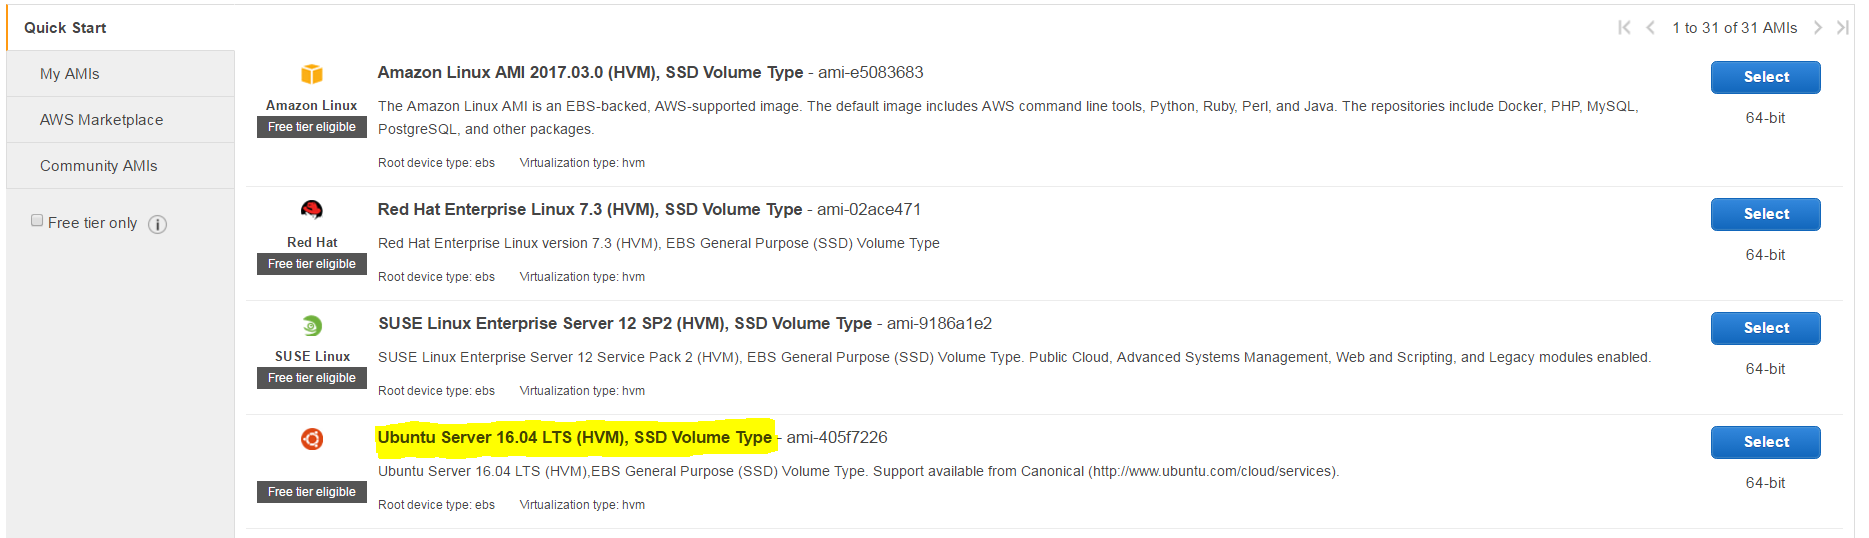 Quick Start
1 to 31 of 31 AMIs
My AMIs
AWS Marketplace
Community AMIs
Free tier only
Amazon Linux
Free tier eligible
Amazon Linux AMI 2017.03.0 (HVM), SSD Volume Type - ami-e5083683
The Amazon Linux AMI is an EBS-backed, AWS-supported image. The default image includes AWS command line tools, Python, Ruby, Perl, and Java. The repositories include Docker, PHP, MySQL,
PostgreSQL, and other packages.
Root device type: ebs Virtualization type: hvm
Select
64-bit
Red Hat
Free tier eligible
Red Hat Enterprise Linux 7.3 (HVM), SSD Volume Type - ami-02ace471
Red Hat Enterprise Linux version 7.3 (HVM), EBS General Purpose (SSD) Volume Type
Root device type: ebs Virtualization type: hvm
Select
64-bit
SUSE Linux
Free tier eligible
SUSE Linux Enterprise Server 12 SP2 (HVM), SSD Volume Type - ami-9186a1e2
SUSE Linux Enterprise Server 12 Service Pack 2 (HVM), EBS General Purpose (SSD) Volume Type. Public Cloud, Advanced Systems Management, Web and Scripting, and Legacy modules enabled.
Root device type: ebs Virtualization type: hvm
Select
64-bit
Free tier eligible
Ubuntu Server 16.04 LTS (HVM), SSD Volume Type - ami-405f7226
Ubuntu Server 16.04 LTS (HVM),EBS General Purpose (SSD) Volume Type. Support available from Canonical (http://www.ubuntu.com/cloud/services).
Root device type: ebs Virtualization type: hvm
Select
64-bit